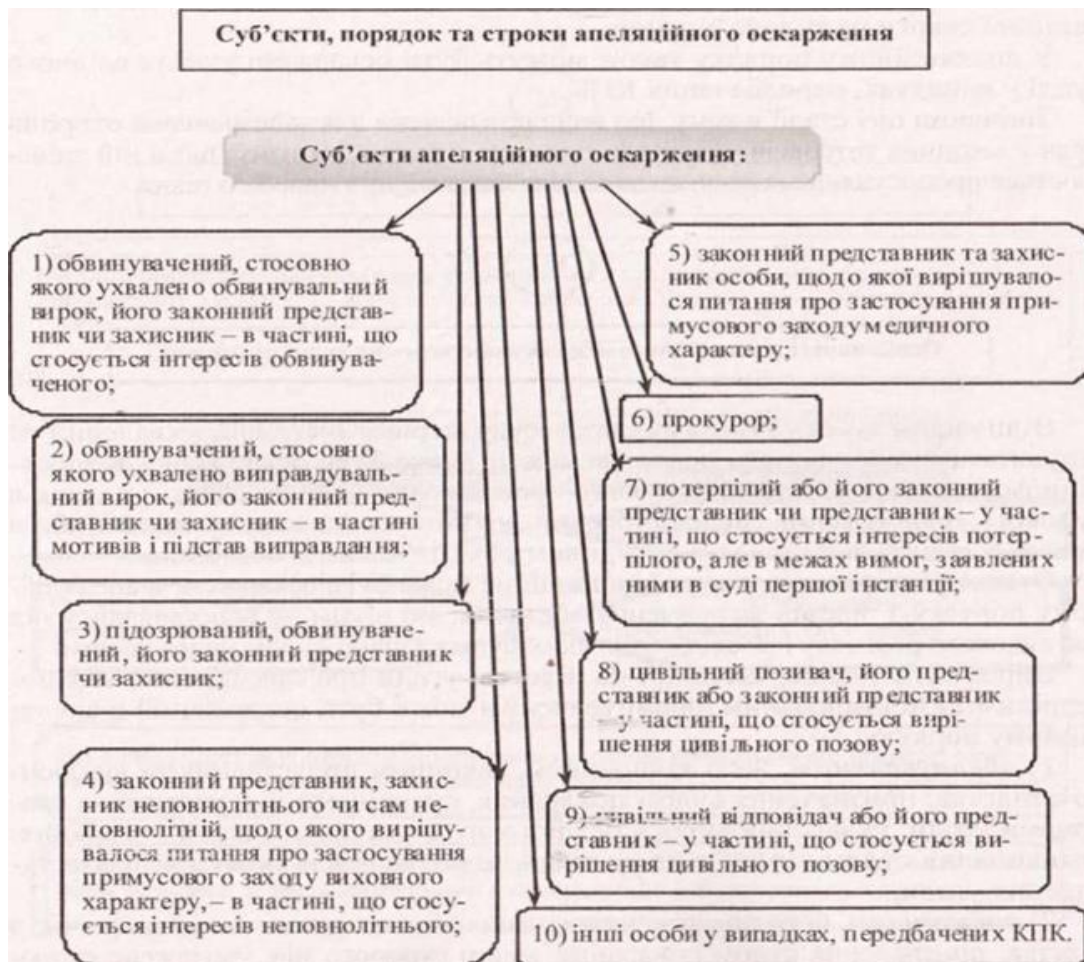 Суб’єкти, порядок та строки апеляційного оскарження
Суб’єкти апеляційного оскарження:
1) обвинувачений, стосовно
якого ухвалено обвинувальний
вирок, його законний представ-
ник чи захисник – в частині, що
стосується інтересів обвинува-
ченого;
2) обвинувачений, стосовно
якого ухвалено виправдуваль-
ний вирок, його законний пред-
ставник чи захисник – в частині
мотивів і підстав виправдання;
3) підозрюваний, обвинуваче-
ний, його законний представник
чи захисник;
4) законний представник, захис-
ник неповнолітнього чи сам не-
повнолітній, щодо якого вирішу-
валося питання про застосування
примусового заходу виховного
характеру, – в частині, що стосу-
ється інтересів неповнолітнього;
5) законний представник та захис-
ник особи, щодо якої вирішувало-
ся питання про застосування при-
мусового заходу медичного
характеру;
6) прокурор;
7) потерпілий або його законний
представник чи представник – у час-
тині, що стосується інтересів потер-
пілого, але в межах вимог, заявлених
ними в суді першої інстанції;
8) цивільний позивач, його пред-
ставник або законний представник
– у частині, що стосується вирі-
шення цивільного позову;
9) цивільний відповідач або його пред-
ставник – у частині, що стосується ви-
рішення цивільного позову;
10) інші особи у випадках, передбачених КПК.